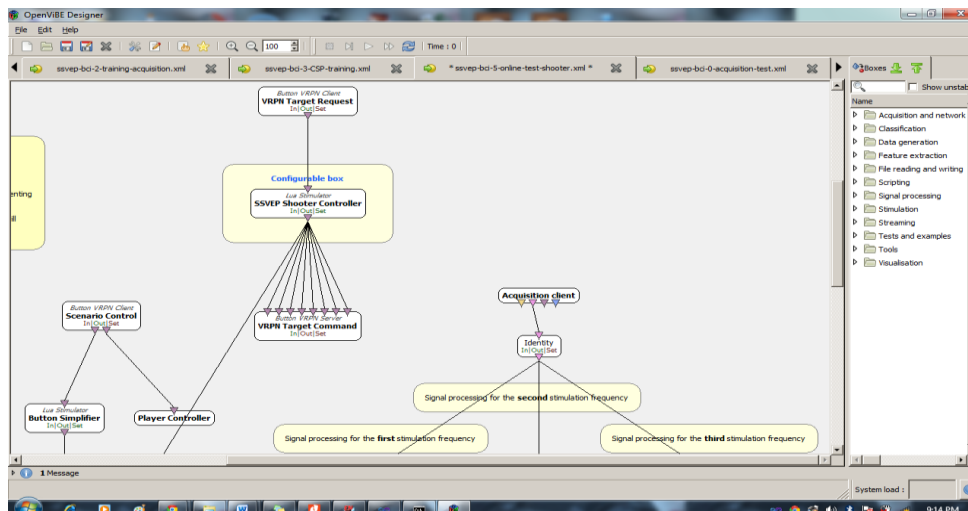 OpenViBE Designer
File Edit Help
100 Time : 0
ssvep-bci-2-training-acquisition.xml ssvep-bci-3-CSP-training.xml * ssvep-bci-5-online-test-shooter.xml * ssvep-bci-0-acquisition-test.xml
Boxes
Show unstab
Name
Acquisition and network
Classification
Data generation
Feature extraction
File reading and writing
Scripting
Signal processing
Stimulation
Streaming
Tests and examples
Tools
Visualisation
Button VRPN Client
VRPN Target Request
In|Out|Set
enting
ill
Configurable box
Lua Stimulator
SSVEP Shooter Controller
In|Out|Set
Button VRPN Client
Scenario Control
In|Out|Set
Button VRPN Server
VRPN Target Command
In|Out|Set
Acquisition client
Identity
In|Out|Set
Signal processing for the second stimulation frequency
Lua Stimulator
Button Simplifier
In|Out|Set
Player Controller
Signal processing for the first stimulation frequency
Signal processing for the third stimulation frequency
1 Message
System load :
9:14 PM